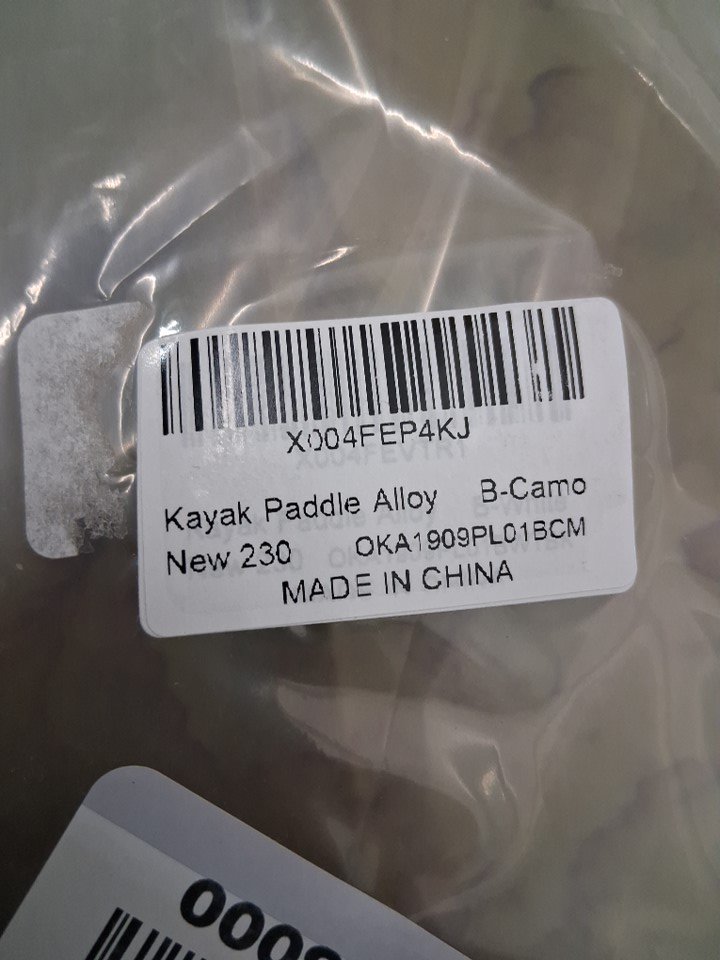 X004FEP4KJ
Kayak Paddle Alloy B-Camo
New 230 OKA1909PL01BCM
MADE IN CHINA